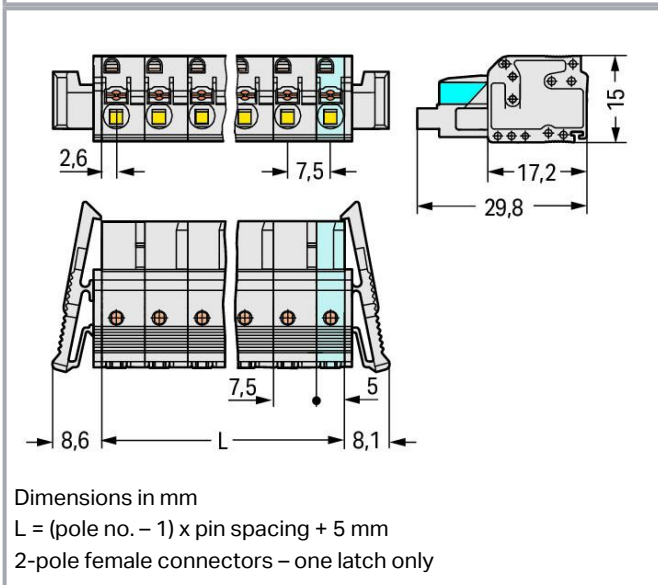 15
2,6
7,5
17,2
29,8
7,5
5
8,6
L
8,1
Dimensions in mm
L = (pole no. – 1) x pin spacing + 5 mm
2-pole female connectors – one latch only